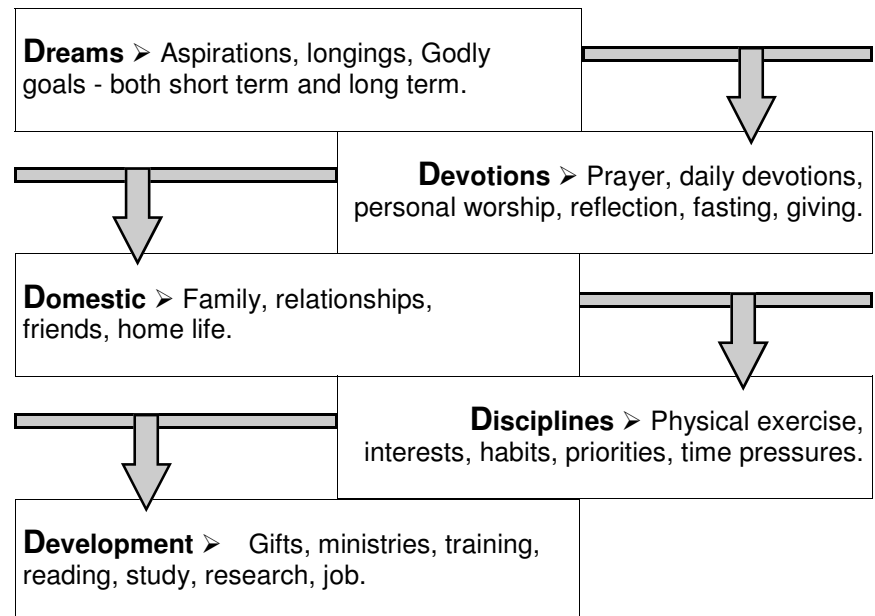 Dreams ➢ Aspirations, longings, Godly
goals - both short term and long term.
Devotions ➢ Prayer, daily devotions,
personal worship, reflection, fasting, giving.
Domestic ➢ Family, relationships,
friends, home life.
Disciplines ➢ Physical exercise,
interests, habits, priorities, time pressures.
Development ➢ Gifts, ministries, training,
reading, study, research, job.